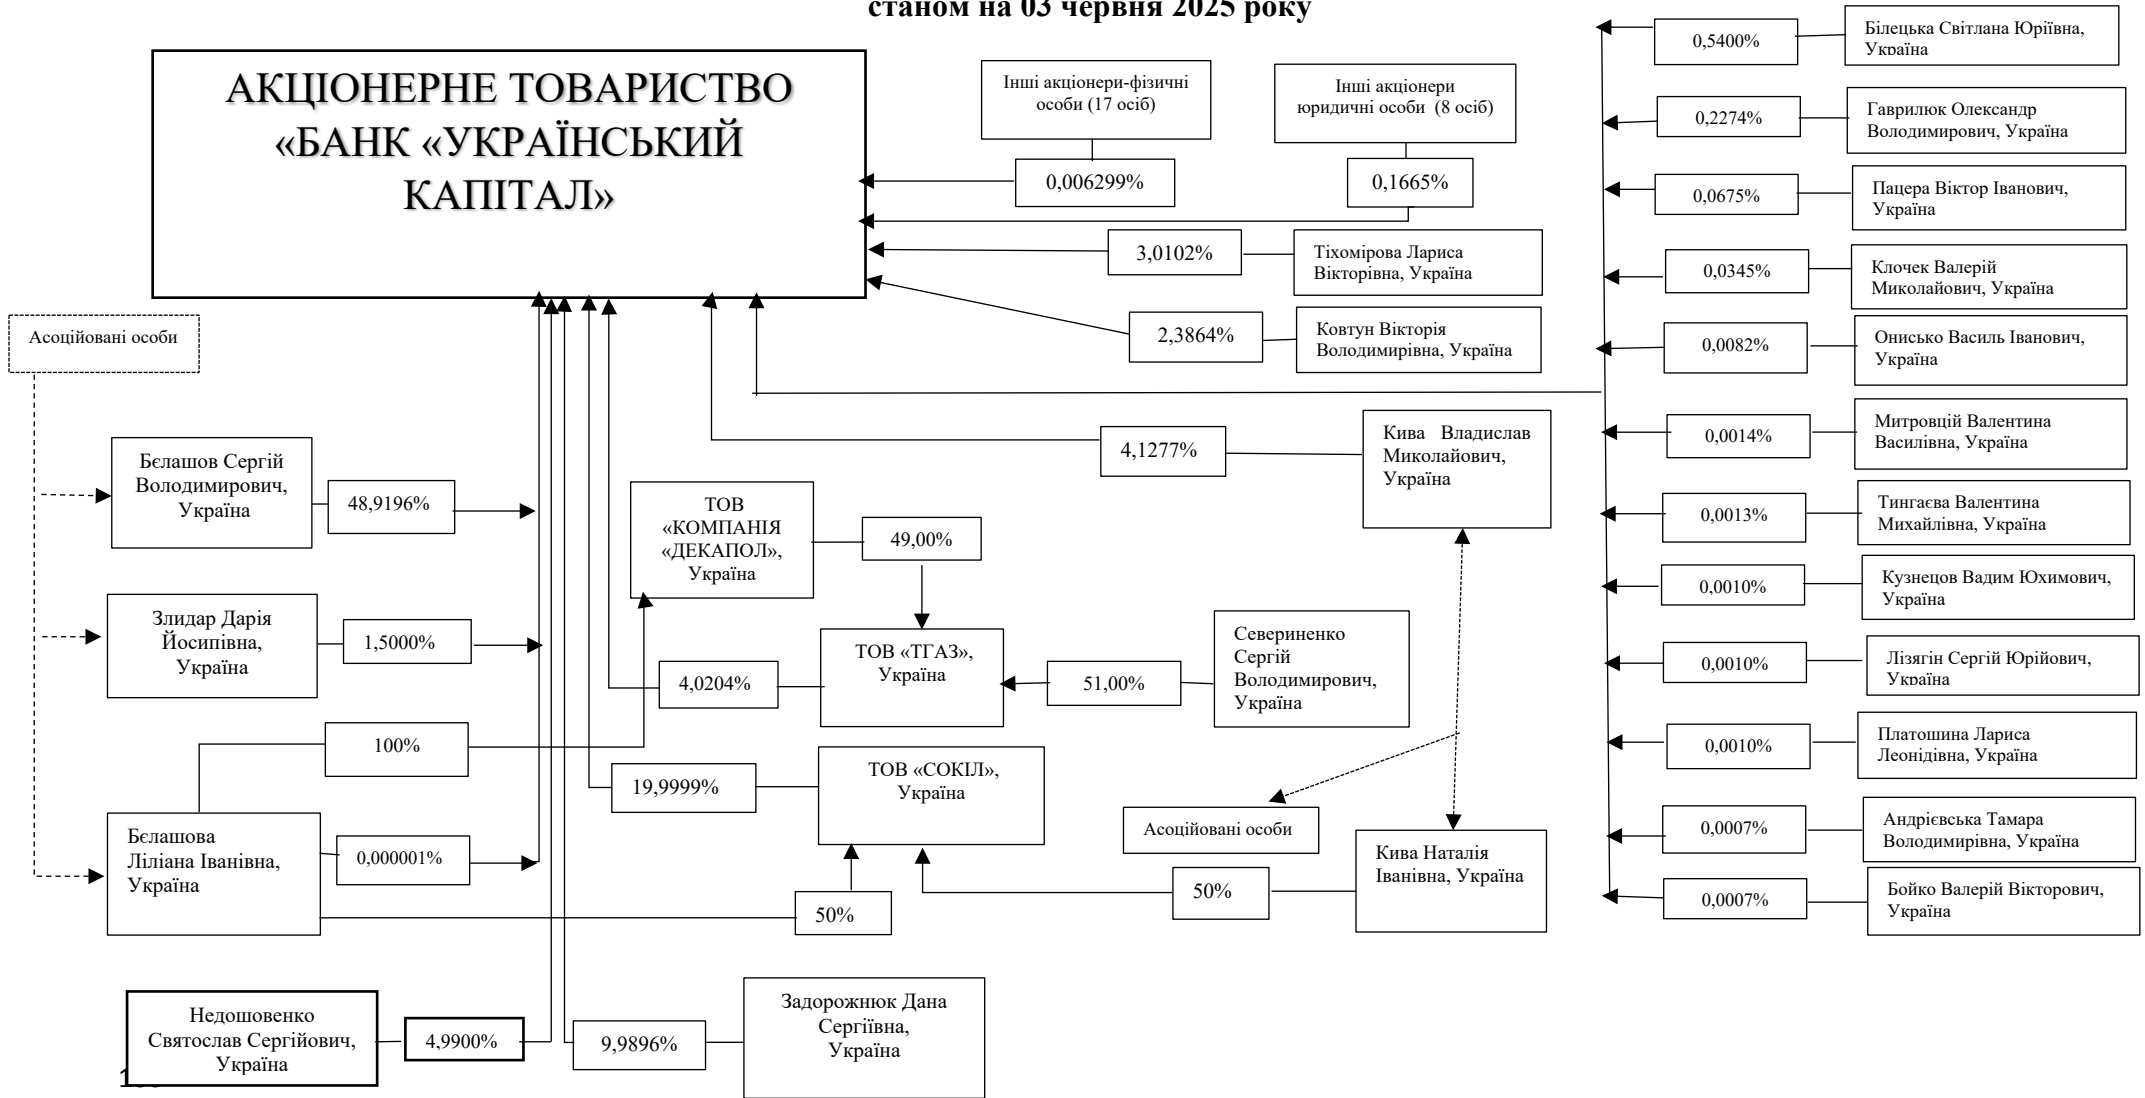 станом на 03 червня 2025 року
АКЦІОНЕРНЕ ТОВАРИСТВО
«БАНК «УКРАЇНСЬКИЙ
КАПІТАЛ»
Інші акціонери-фізичні
особи (17 осіб)
0,006299%
Інші акціонери
юридичні особи (8 осіб)
0,1665%
3,0102%
Тіхомірова Лариса
Вікторівна, Україна
2,3864%
Ковтун Вікторія
Володимирівна, Україна
4,1277%
Кива Владислав
Миколайович,
Україна
Асоційовані особи
Бєлашов Сергій
Володимирович,
Україна
48,9196%
Злидар Дарія
Йосипівна,
Україна
1,5000%
100%
Бєлашова
Ліліана Іванівна,
Україна
0,000001%
ТОВ
«КОМПАНІЯ
«ДЕКАПОЛ»,
Україна
49,00%
ТОВ «ТГАЗ»,
Україна
4,0204%
51,00%
Севериненко
Сергій
Володимирович,
Україна
ТОВ «СОКІЛ»,
Україна
19,9999%
50%
Асоційовані особи
50%
Кива Наталія
Іванівна, Україна
Недошовенко
Святослав Сергійович,
Україна
4,9900%
9,9896%
Задорожнюк Дана
Сергіївна,
Україна
0,5400%
Білецька Світлана Юріївна,
Україна
0,2274%
Гаврилюк Олександр
Володимирович, Україна
0,0675%
Пацера Віктор Іванович,
Україна
0,0345%
Клочек Валерій
Миколайович, Україна
0,0082%
Онисько Василь Іванович,
Україна
0,0014%
Митровцій Валентина
Василівна, Україна
0,0013%
Тингаєва Валентина
Михайлівна, Україна
0,0010%
Кузнецов Вадим Юхимович,
Україна
0,0010%
Лізягін Сергій Юрійович,
Україна
0,0010%
Платошина Лариса
Леонідівна, Україна
0,0007%
Андрієвська Тамара
Володимирівна, Україна
0,0007%
Бойко Валерій Вікторович,
Україна